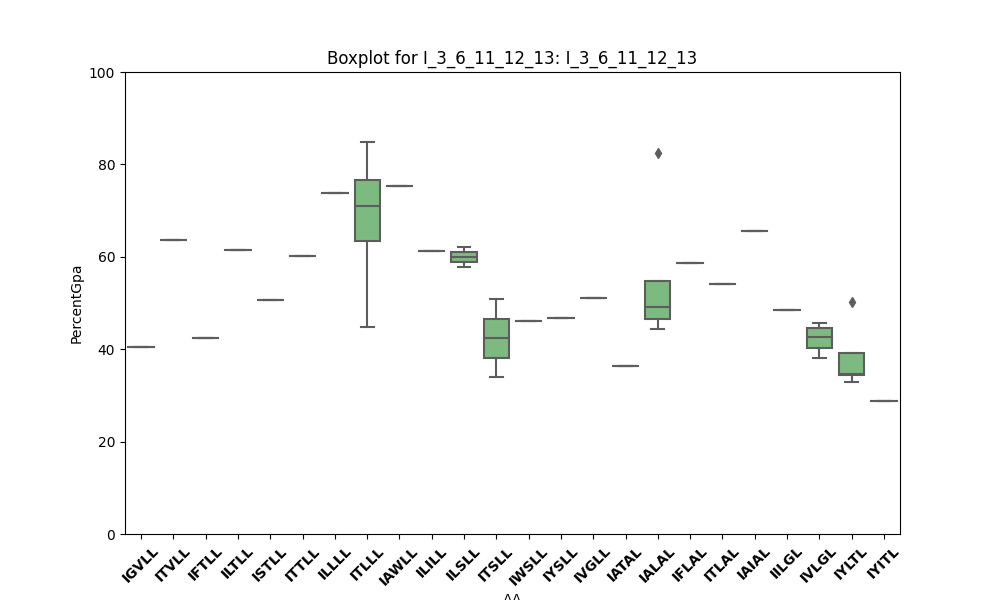 Boxplot for I_3_6_11_12_13: I_3_6_11_12_13
100
80
60
40
20
0
PercentGpa
IGVLL
ITVLL
IFTLL
ILTLL
ISTLL
ITTLL
ILLLL
ITLLL
IAWLL
ILILL
ILSLL
ITSLL
IWSLL
IYSLL
IVGLL
IATAL
IALAL
IFLAL
ITLAL
IAIAL
IILGL
IVLGL
IYLTL
IYITL
AA